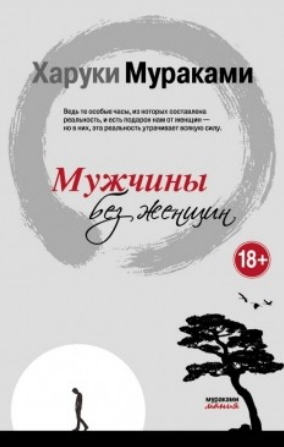 Харуки Мураками
Ведь те особые часы, из которых составлена
реальность, и есть подарок нам от женщин —
но в них, эта реальность утрачивает всякую силу.
Мужчины
без женщин
18+
мураками
мания